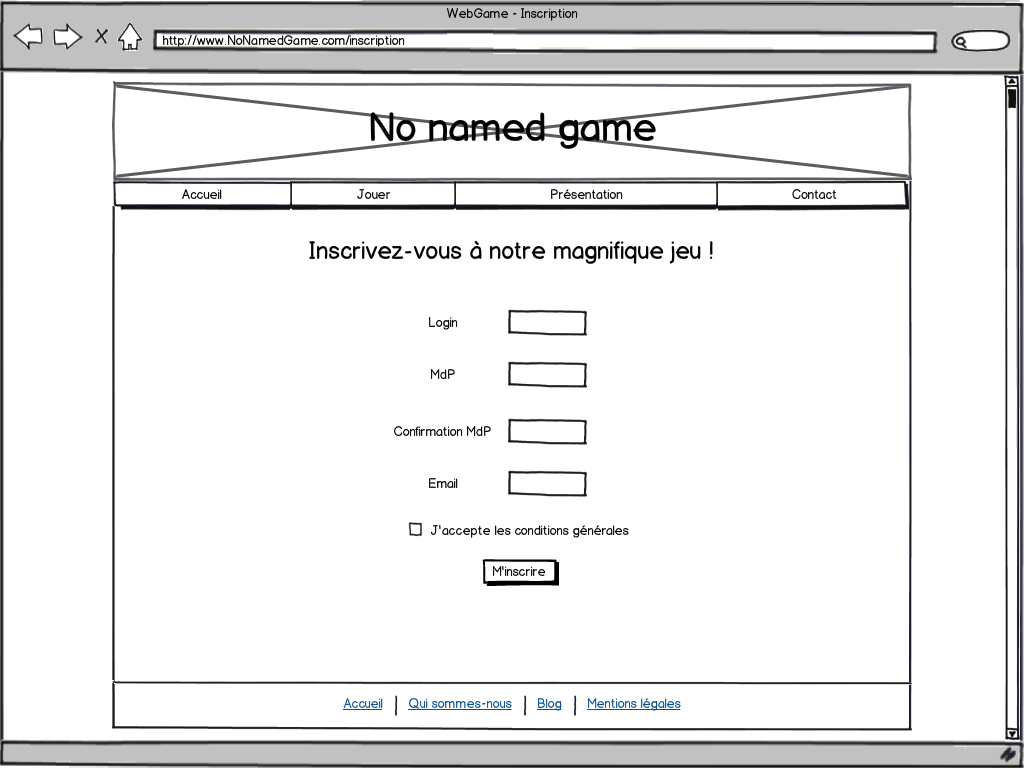 WebGame - Inscription
http://www.NoNamedGame.com/inscription
No named game
Accueil Jouer Présentation Contact
Inscrivez-vous à notre magnifique jeu !
Login
MdP
Confirmation MdP
Email
J'accepte les conditions générales
M'inscrire
Accueil | Qui sommes-nous | Blog | Mentions légales